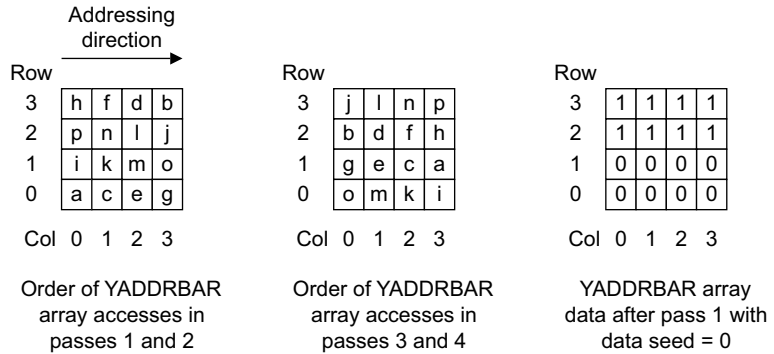 Addressing
direction
Row
3 h f d b
2 p n l j
1 i k m o
0 a c e g
Col 0 1 2 3
Order of YADDRBAR
array accesses in
passes 1 and 2
Row
3 j l n p
2 b d f h
1 g e c a
0 o m k i
Col 0 1 2 3
Order of YADDRBAR
array accesses in
passes 3 and 4
Row
3 1 1 1 1
2 1 1 1 1
1 0 0 0 0
0 0 0 0 0
Col 0 1 2 3
YADDRBAR array
data after pass 1 with
data seed = 0